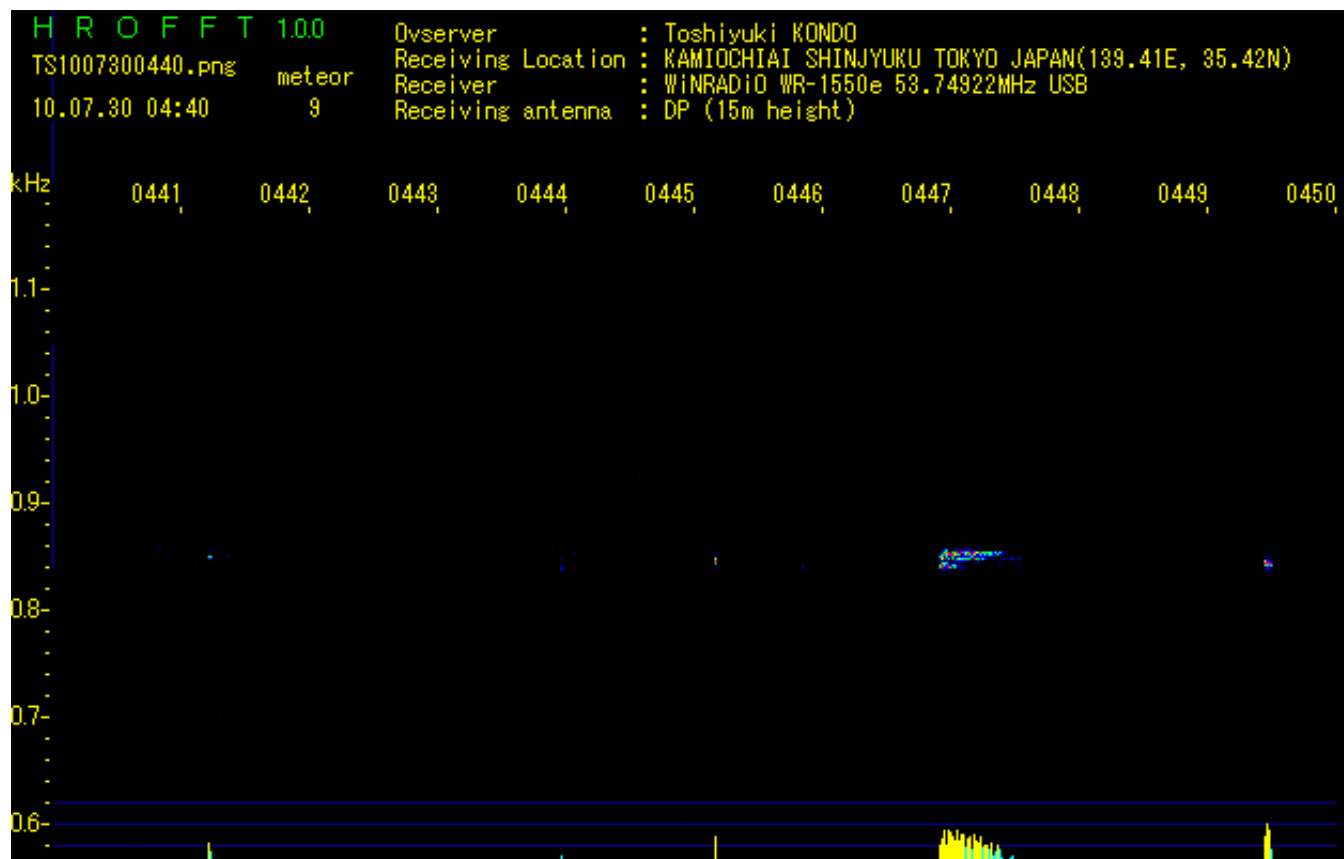 H R O F F T 1.0.0
TS1007300440.png
meteor
10.07.30 04:40
9
Ovserver : Toshiyuki KONDO
Receiving Location : KAMIOCHIAI SHINJYUKU TOKYO JAPAN(139.41E, 35.42N)
Receiver : WiNRADiO WR-1550e 53.74922MHz USB
Receiving antenna : DP (15m height)
kHz
0441 0442 0443 0444 0445 0446 0447 0448 0449 0450
1.1
1.0
0.9
0.8
0.7
0.6